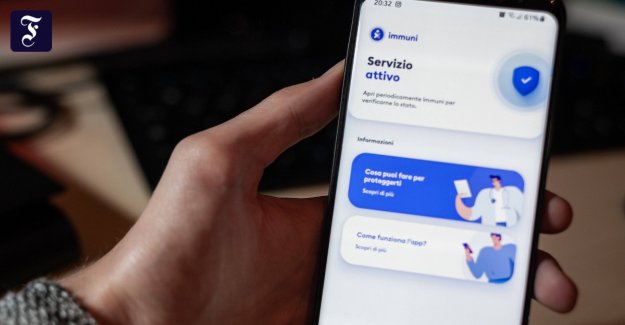 F
20:32
61%
immuni
Servizio
attivo
Apri periodicamente Immuni per
verificarne lo stato.
Informazioni
Cosa puoi fare per
proteggerti
Scopri di più
Come funziona l'app?
Scopri di più